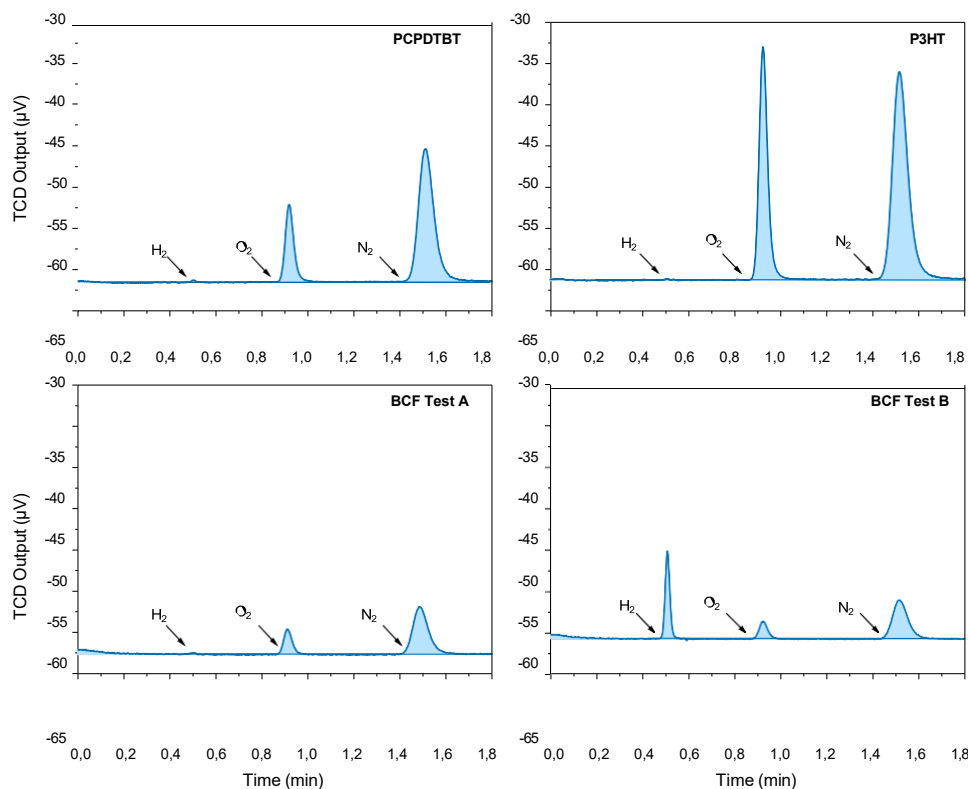 PCPDTBT
TCD Output (µV)
-30
-35
-40
-45
-50
-55
-60
-65
H₂
O₂
N₂
0,0 0,2 0,4 0,6 0,8 1,0 1,2 1,4 1,6 1,8
P3HT
-30
-35
-40
-45
-50
-55
-60
-65
H₂
O₂
N₂
0,0 0,2 0,4 0,6 0,8 1,0 1,2 1,4 1,6 1,8
BCF Test A
TCD Output (µV)
-30
-35
-40
-45
-50
-55
-60
-65
H₂
O₂
N₂
0,0 0,2 0,4 0,6 0,8 1,0 1,2 1,4 1,6 1,8
Time (min)
BCF Test B
-30
-35
-40
-45
-50
-55
-60
-65
H₂
O₂
N₂
0,0 0,2 0,4 0,6 0,8 1,0 1,2 1,4 1,6 1,8
Time (min)